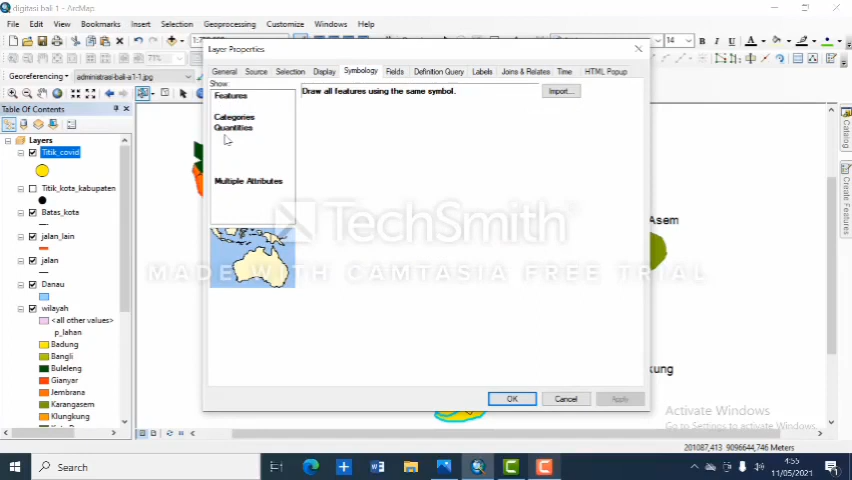 digitasi bali 1 - ArcMap
File Edit View Bookmarks Insert Selection Geoprocessing Customize Windows Help
14
Georeferencing administrasi-bali-a1-1.jpg
Table Of Contents
Layers
Titik_covid
Titik_kota_kabupaten
Batas_kota
jalan_lain
jalan
Danau
wilayah
<all other values>
p_lahan
Badung
Bangli
Buleleng
Gianyar
Jembrana
Karangasem
Klungkung
Layer Properties
General Source Selection Display Symbology Fields Definition Query Labels Joins & Relates Time HTML Popup
Show:
Features
Categories
Quantities
Multiple Attributes
Draw all features using the same symbol.
Import...
OK Cancel Apply
TechSmith
MADE WITH CAMTASIA FREE TRIAL
Asem
kung
Catalog
Create Features
Activate Windows
Go to Settings to activate Windows.
201087,413 9096644,746 Meters
Search
4:55
11/05/2021